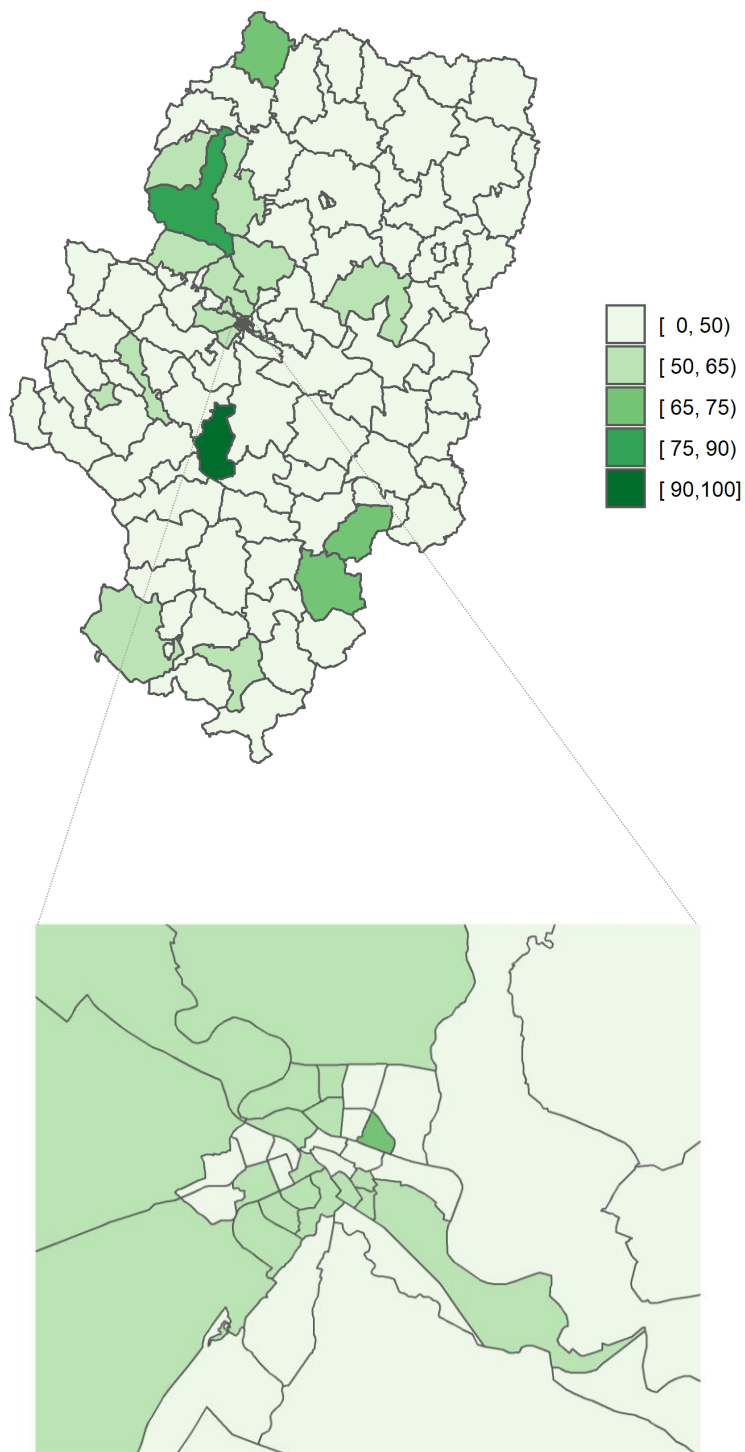 [ 0, 50)
[ 50, 65)
[ 65, 75)
[ 75, 90)
[ 90,100]